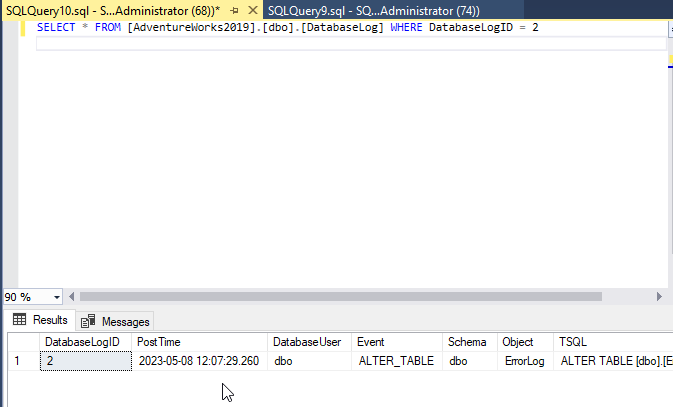 SQLQuery10.sql - S...Administrator (68))* SQLQuery9.sql - SQ...Administrator (74))
SELECT * FROM [AdventureWorks2019].[dbo].[DatabaseLog] WHERE DatabaseLogID = 2
90 %
Results Messages
DatabaseLogID PostTime DatabaseUser Event Schema Object TSQL
1 2 2023-05-08 12:07:29.260 dbo ALTER_TABLE dbo ErrorLog ALTER TABLE [dbo].[E